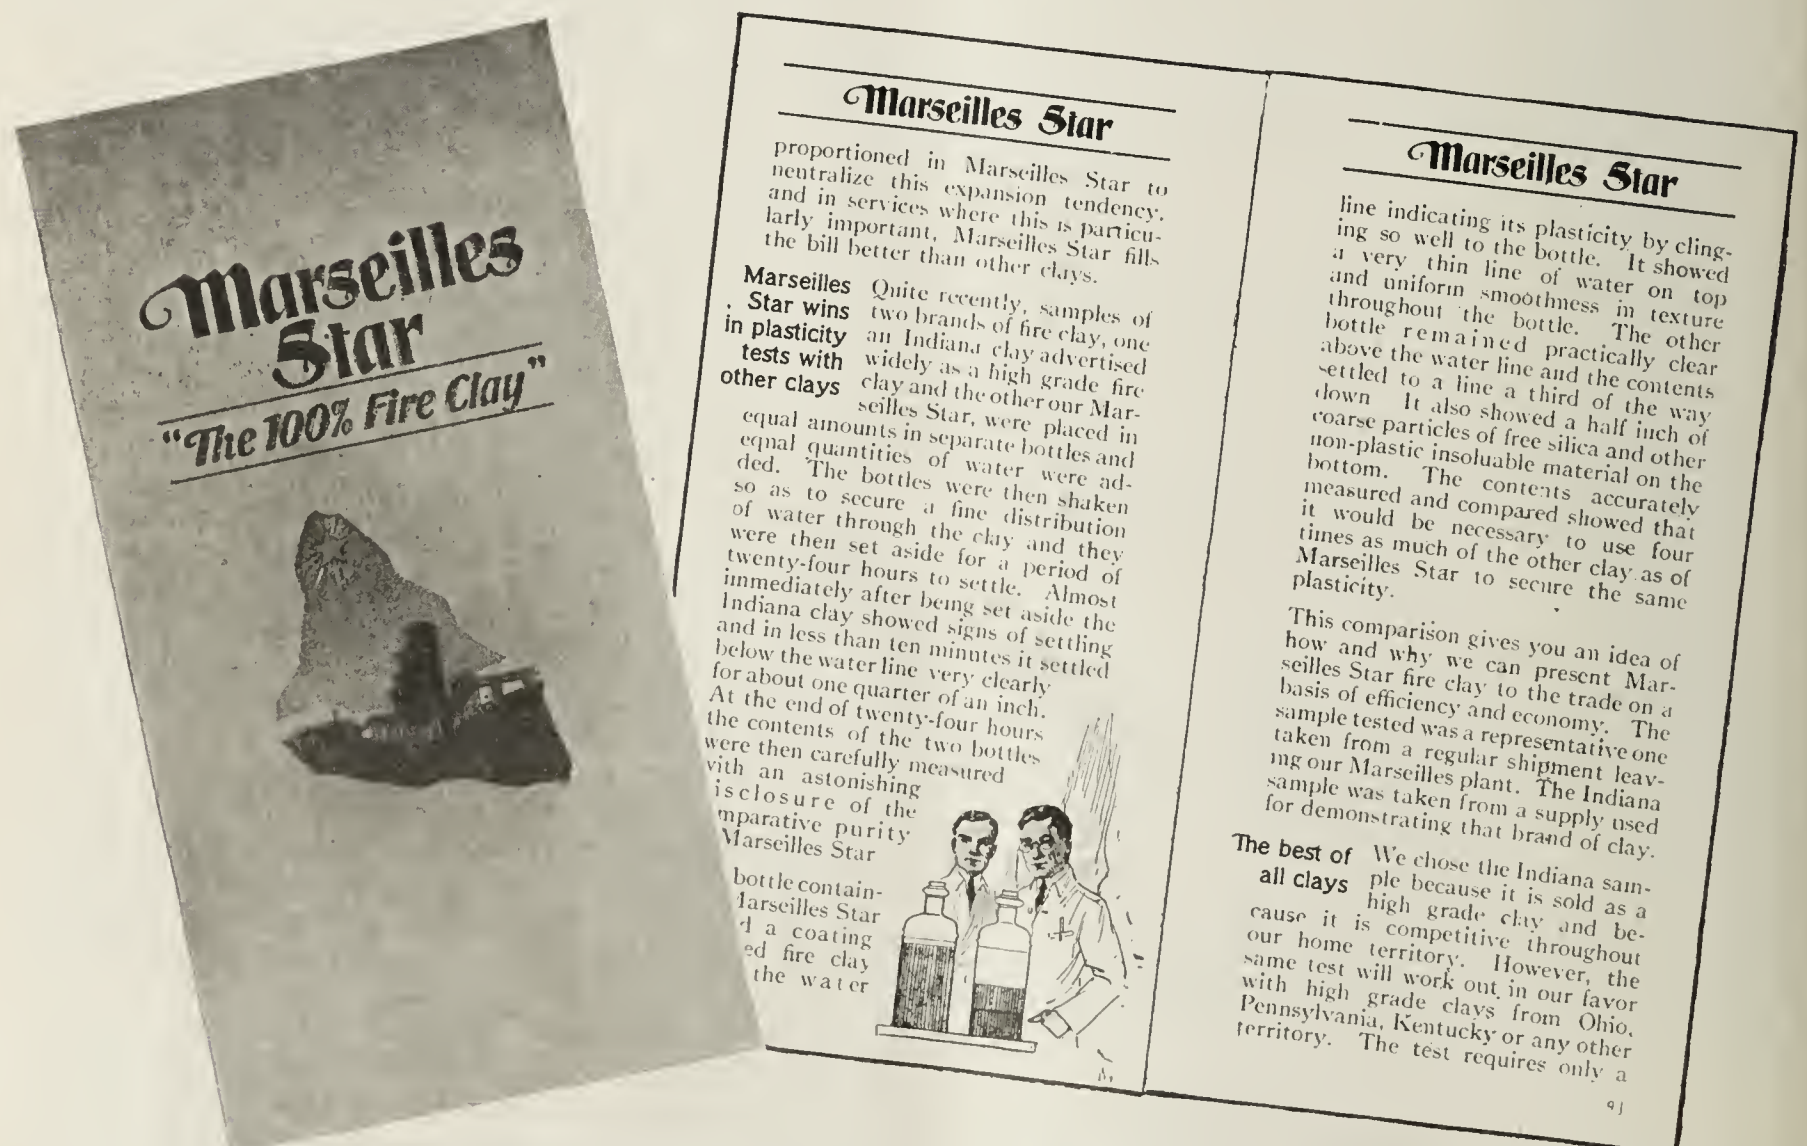 Marseilles
Star
"The 100% Fire Clay"
Marseilles Star
proportioned in Marseilles Star to
neutralize this expansion tendency.
and in services where this is particu-
larly important, Marseilles Star fills
the bill better than other clays.
Marseilles
Star wins
in plasticity
tests with
other clays
Quite recently, samples of
two brands of fire clay, one
an Indiana clay advertised
widely as a high grade fire
clay and the other our Mar-
seilles Star, were placed in
equal amounts in separate bottles and
equal quantities of water were ad-
ded. The bottles were then shaken
so as to secure a fine distribution
of water through the clay and they
were then set aside for a period of
twenty-four hours to settle. Almost
immediately after being set aside the
Indiana clay showed signs of settling
and in less than ten minutes it settled
below the water line very clearly
for about one quarter of an inch.
At the end of twenty-four hours
the contents of the two bottles
were then carefully measured
with an astonishing
isclosure of the
mparative purity
Marseilles Star
bottle contain-
Marseilles Star
d a coating
ed fire clay
the water
Marseilles Star
line indicating its plasticity by cling-
ing so well to the bottle. It showed
a very thin line of water on top
and uniform smoothness in texture
throughout the bottle. The other
bottle remained practically clear
above the water line and the contents
settled to a line a third of the way
down It also showed a half inch of
coarse particles of free silica and other
non-plastic insoluable material on the
bottom. The contents accurately
measured and compared showed that
it would be necessary to use four
times as much of the other clay as of
Marseilles Star to secure the same
plasticity.
This comparison gives you an idea of
how and why we can present Mar-
seilles Star fire clay to the trade on a
basis of efficiency and economy. The
sample tested was a representative one
taken from a regular shipment leav-
ing our Marseilles plant. The Indiana
sample was taken from a supply used
for demonstrating that brand of clay.
The best of
all clays
We chose the Indiana sam-
ple because it is sold as a
high grade clay and be-
cause it is competitive throughout
our home territory. However, the
same test will work out in our favor
with high grade clays from Ohio,
Pennsylvania, Kentucky or any other
territory. The test requires only a
91